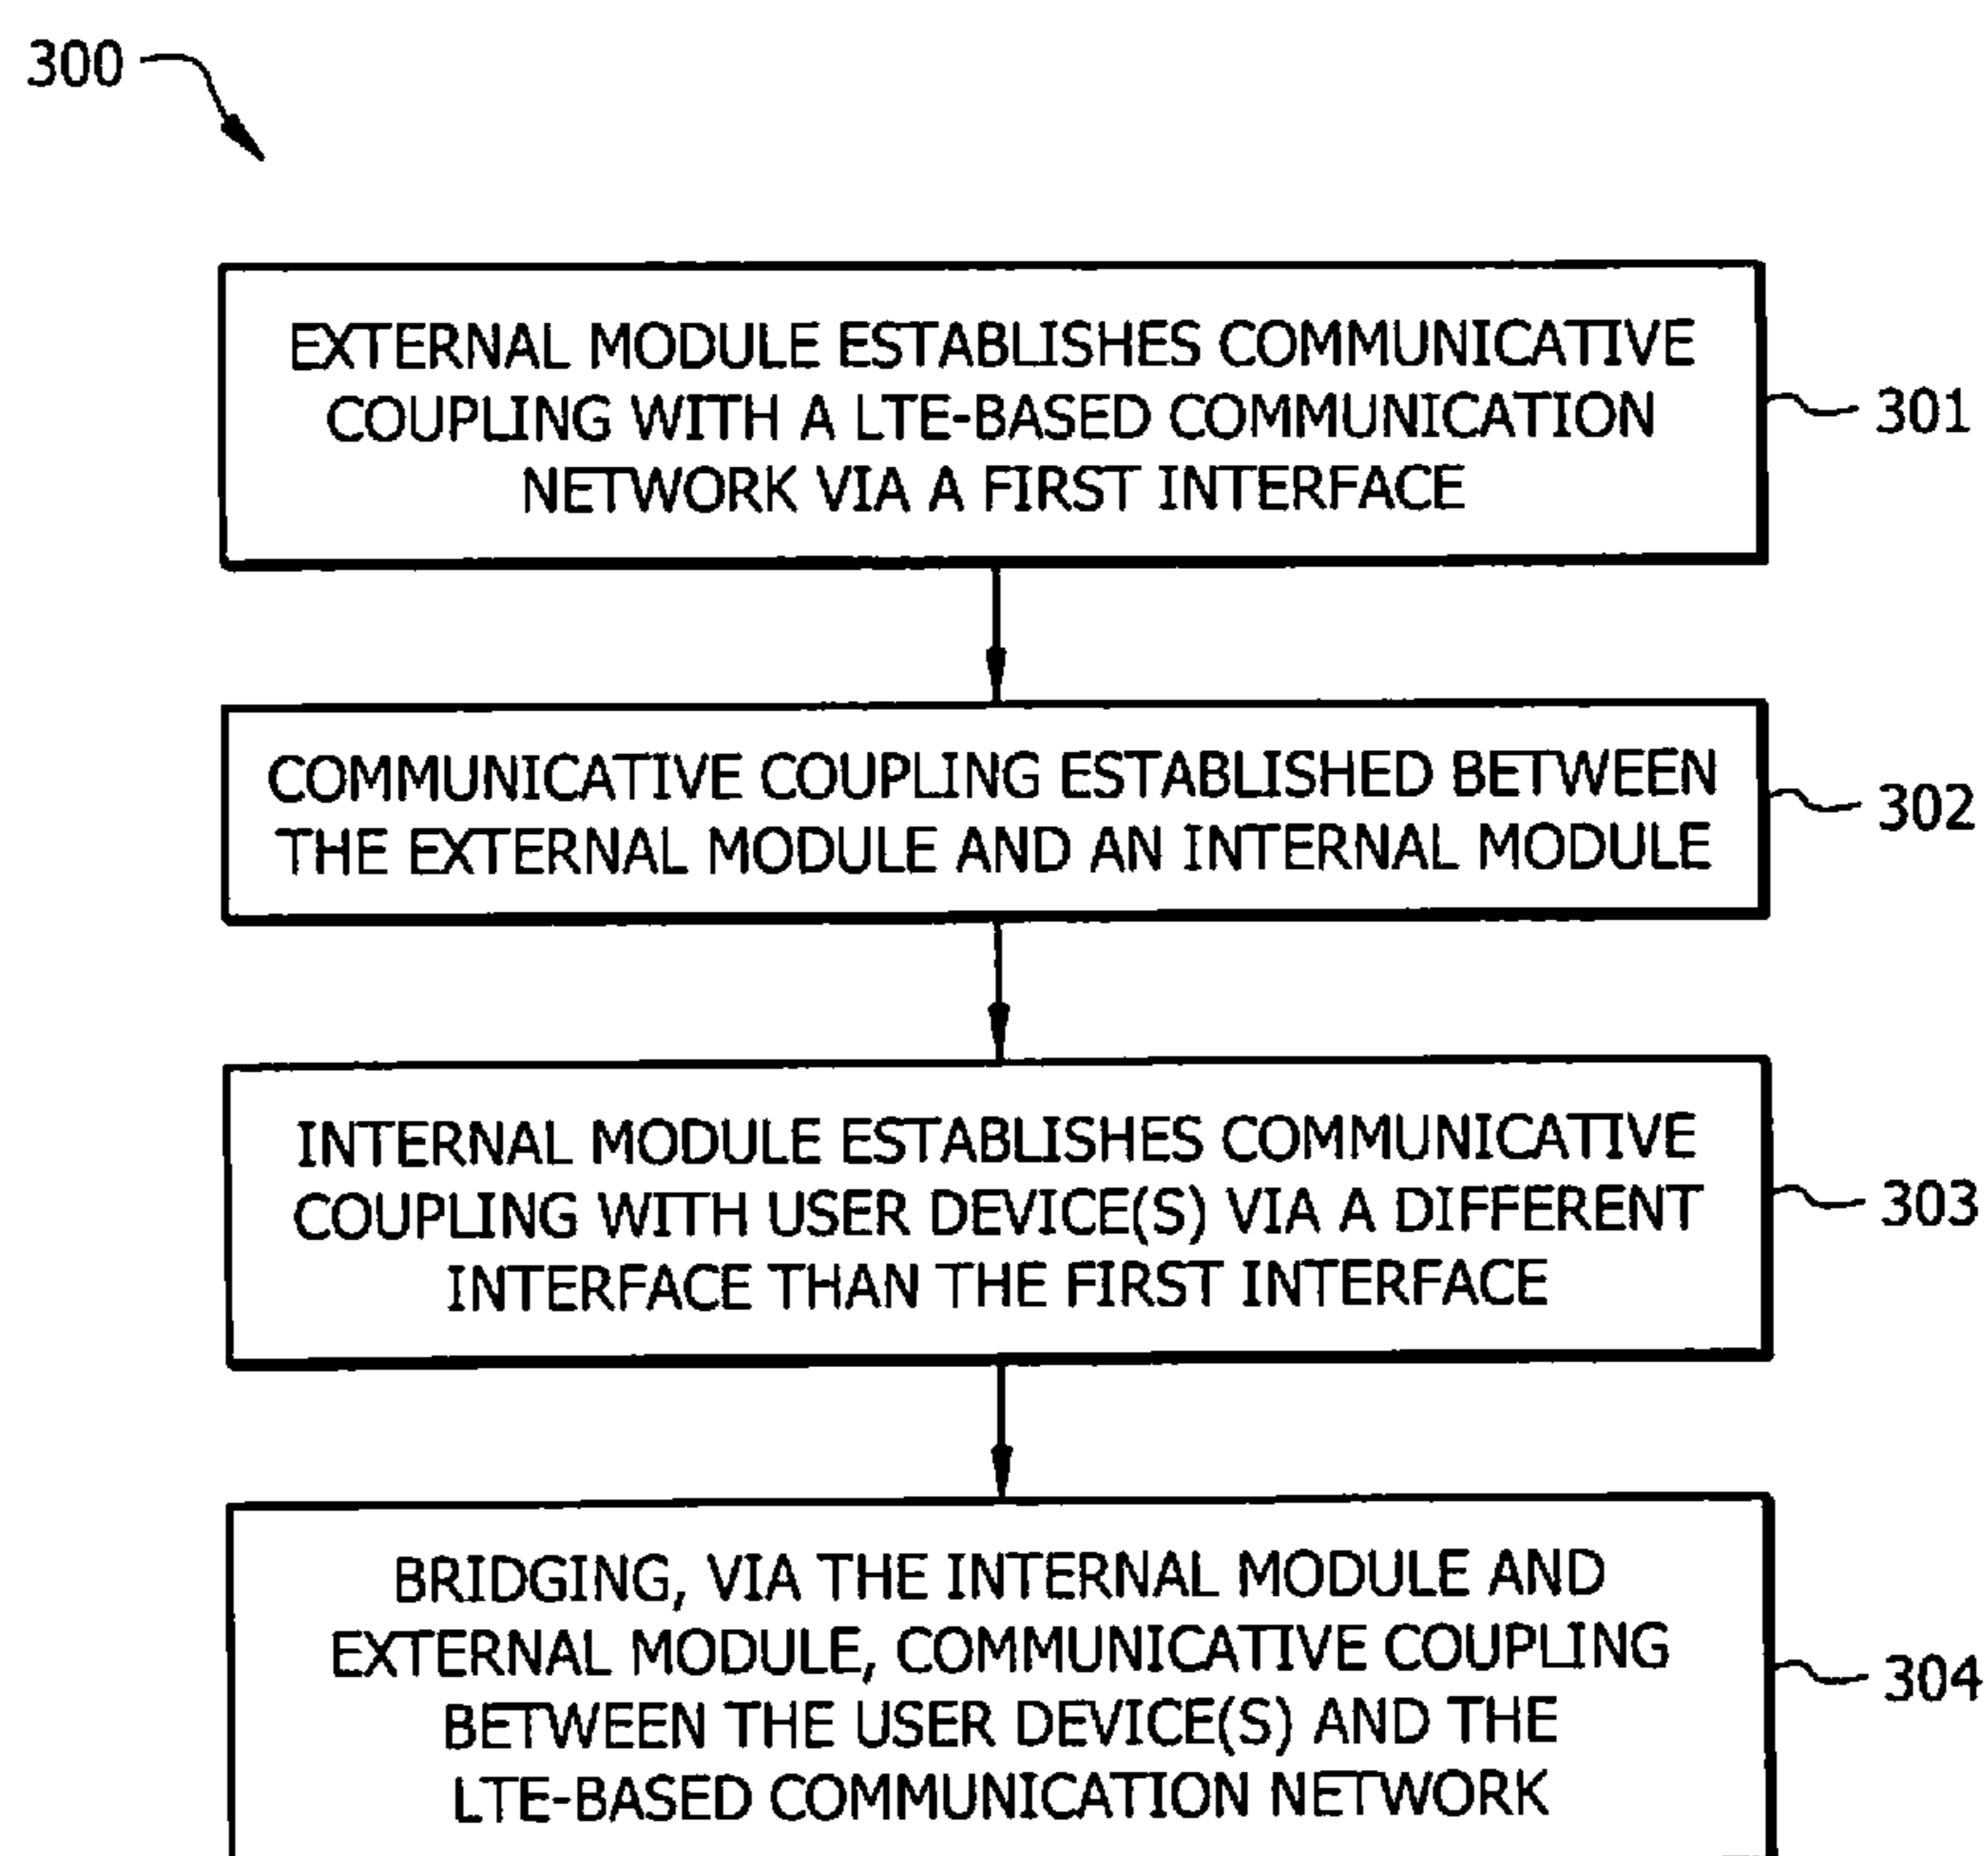 300
EXTERNAL MODULE ESTABLISHES COMMUNICATIVE
COUPLING WITH A LTE-BASED COMMUNICATION
NETWORK VIA A FIRST INTERFACE
301
COMMUNICATIVE COUPLING ESTABLISHED BETWEEN
THE EXTERNAL MODULE AND AN INTERNAL MODULE
302
INTERNAL MODULE ESTABLISHES COMMUNICATIVE
COUPLING WITH USER DEVICE(S) VIA A DIFFERENT
INTERFACE THAN THE FIRST INTERFACE
303
BRIDGING, VIA THE INTERNAL MODULE AND
EXTERNAL MODULE, COMMUNICATIVE COUPLING
BETWEEN THE USER DEVICE(S) AND THE
LTE-BASED COMMUNICATION NETWORK
304